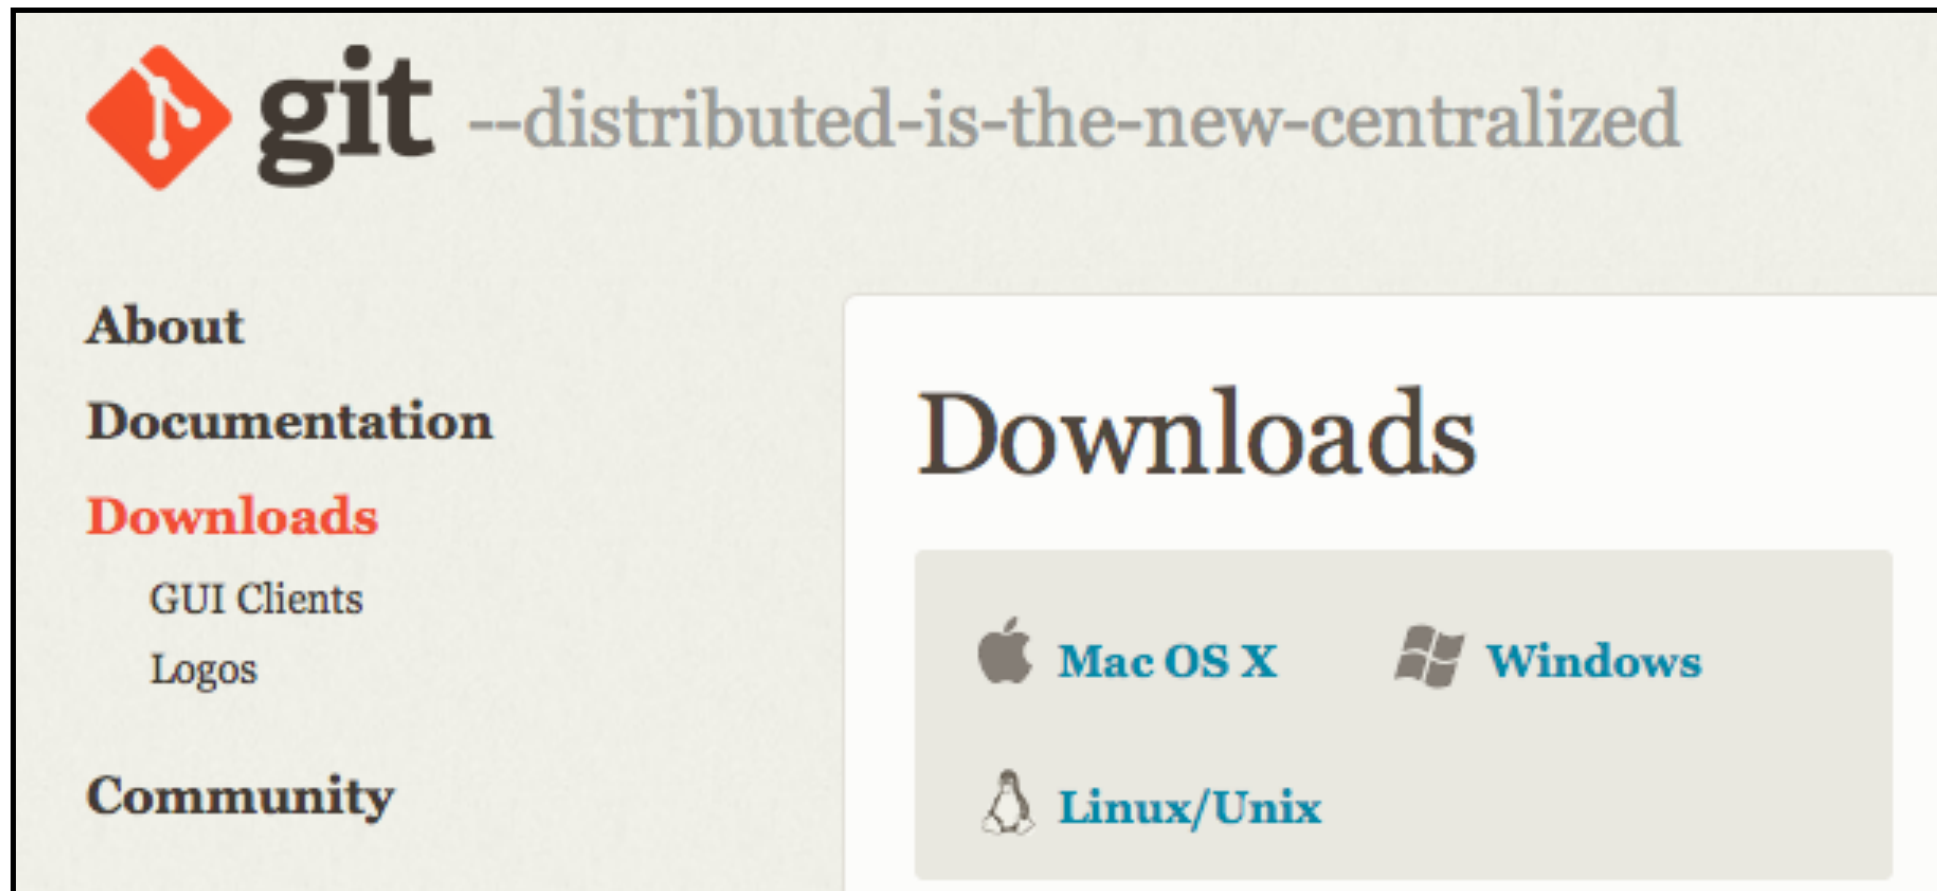 git --distributed-is-the-new-centralized
About
Documentation
Downloads
GUI Clients
Logos
Community
Downloads
Mac OS X
Windows
Linux/Unix